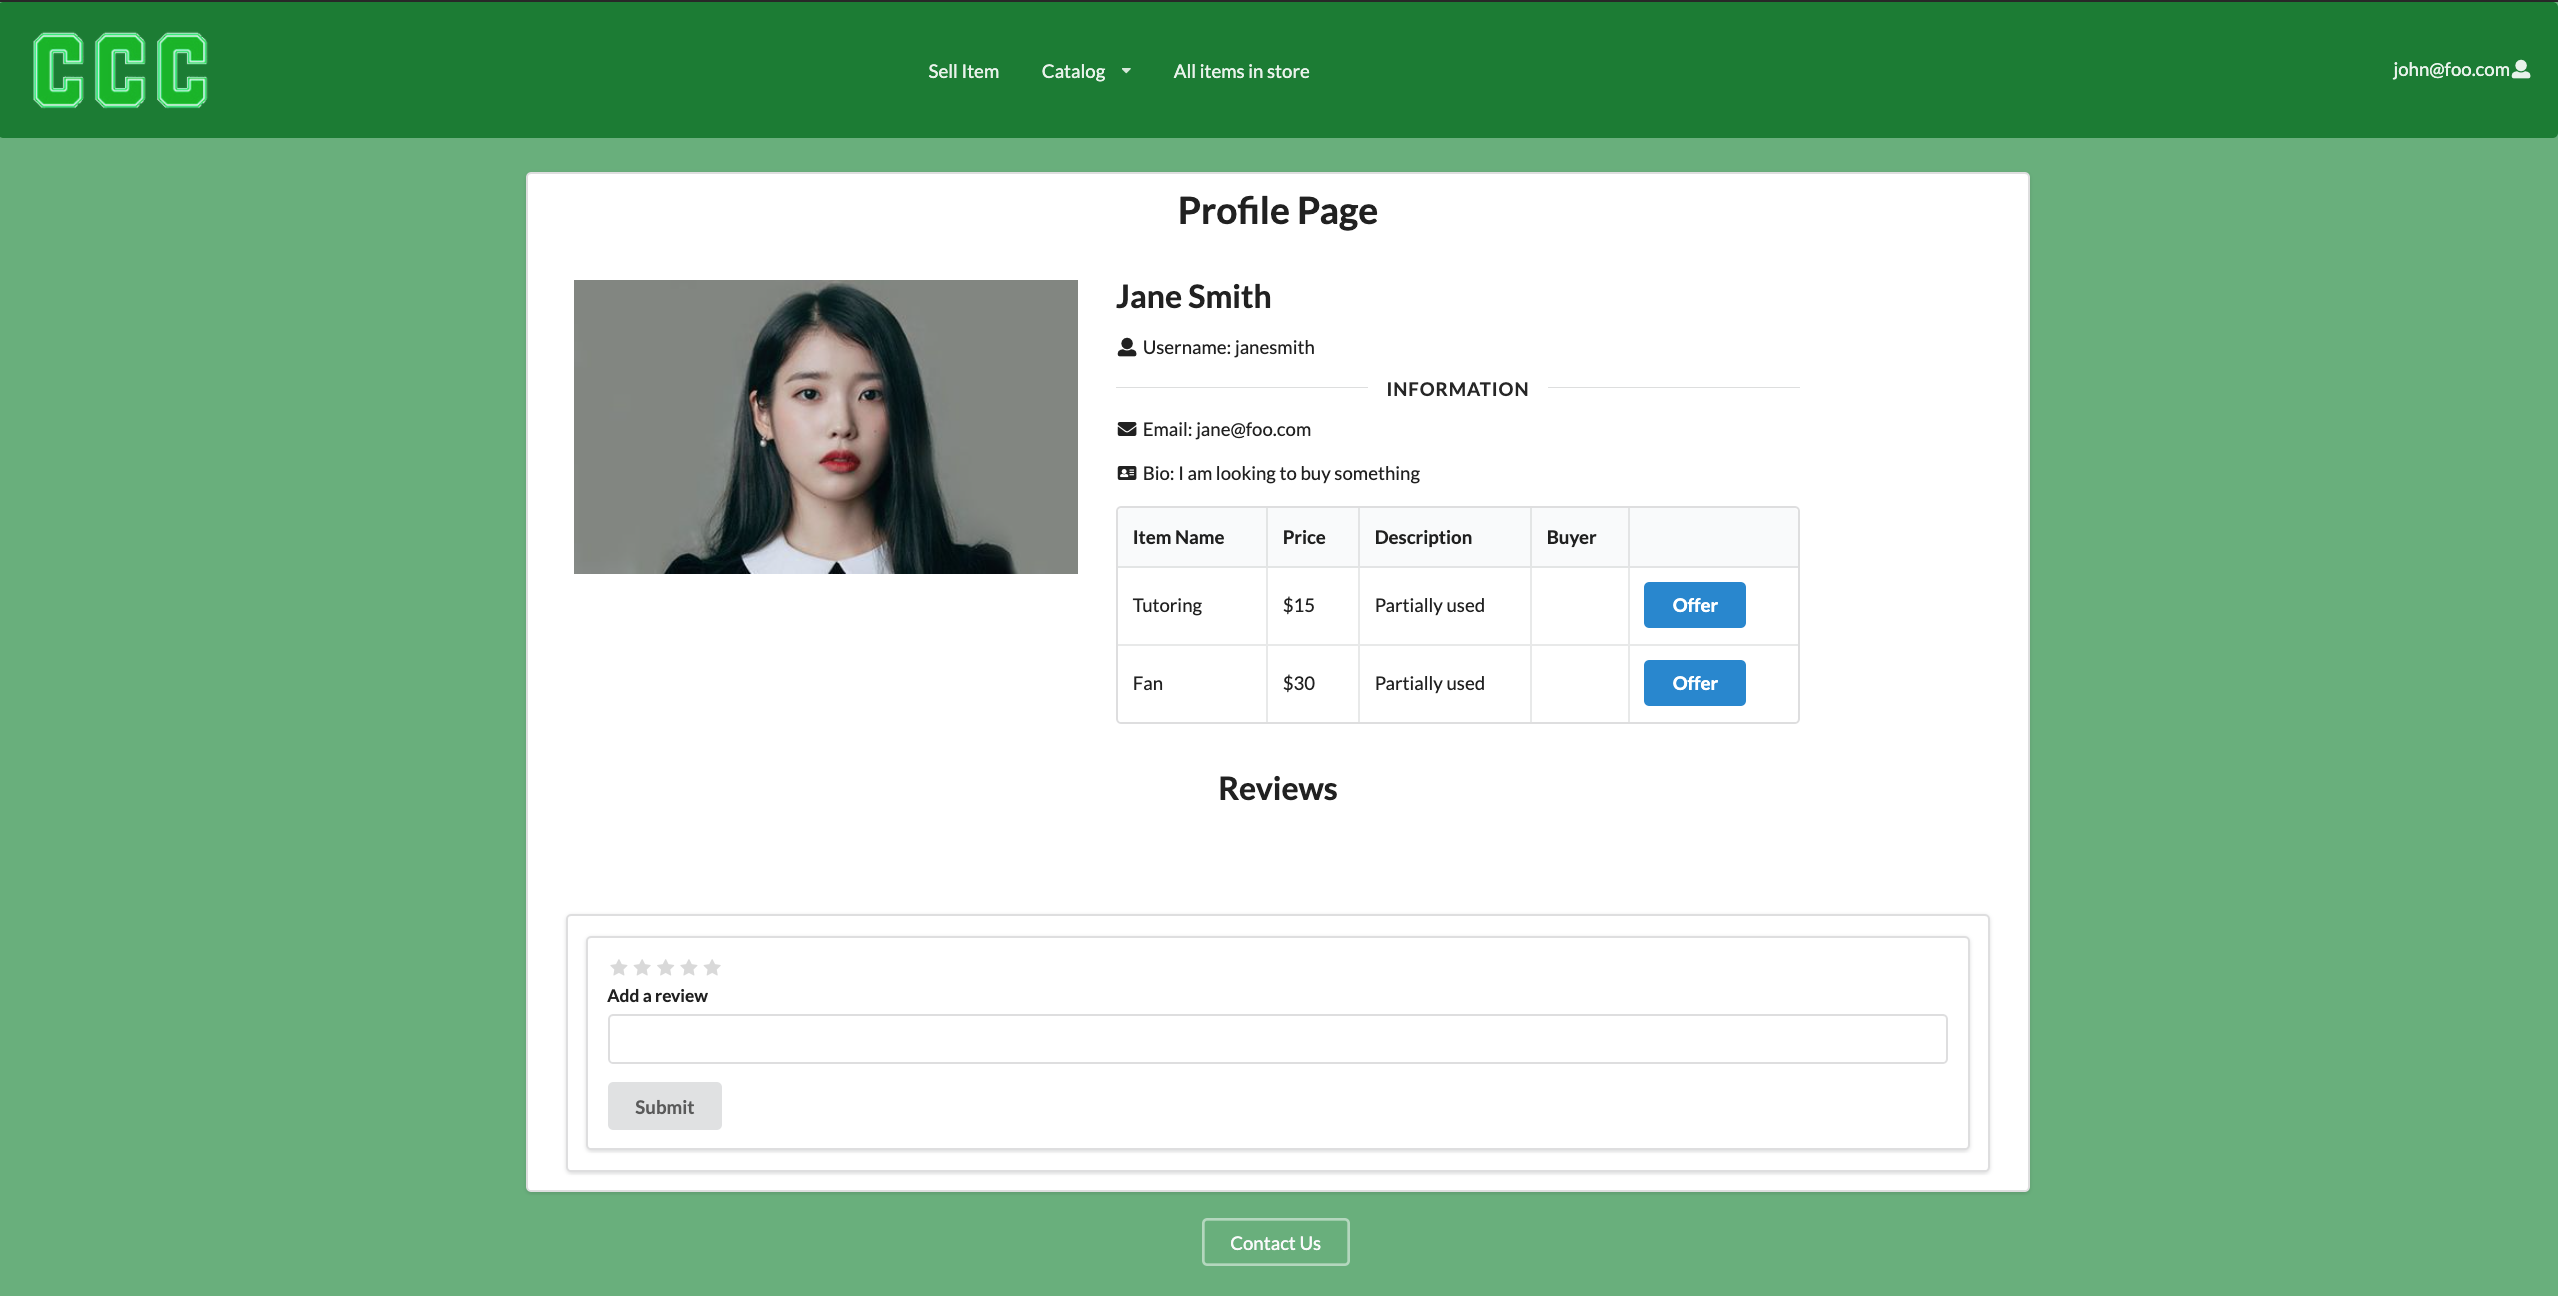 CCC
Sell Item Catalog All items in store
john@foo.com
Profile Page
Jane Smith
Username: janesmith
INFORMATION
Email: jane@foo.com
Bio: I am looking to buy something
Item Name Price Description Buyer
Tutoring $15 Partially used Offer
Fan $30 Partially used Offer
Reviews
Add a review
Submit
Contact Us